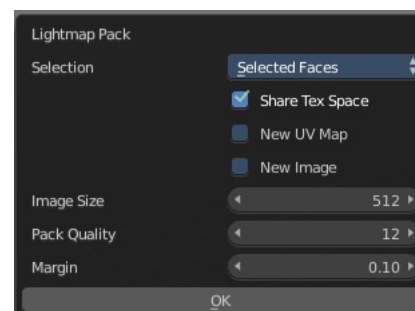 Lightmap Pack
Selection Selected Faces
Share Tex Space
New UV Map
New Image
Image Size 512
Pack Quality 12
Margin 0.10
OK